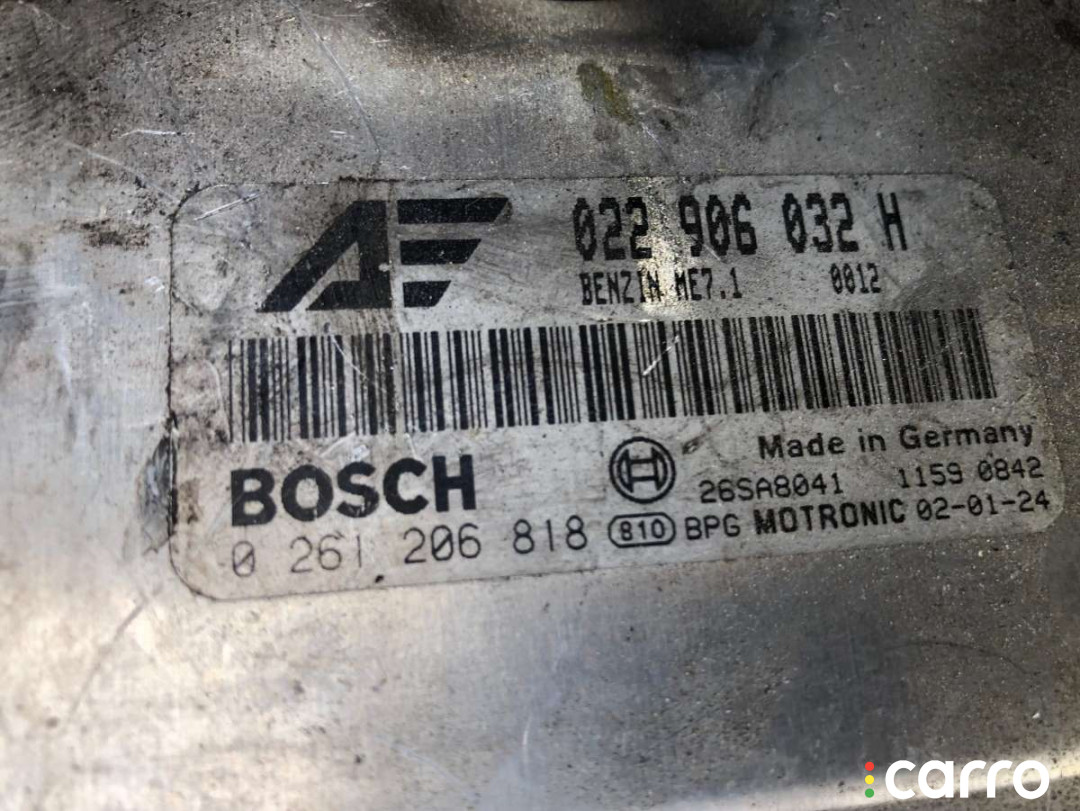 AF 022 906 032 H
BENZIN ME7.1 0012
BOSCH Made in Germany
26SA8041 1159 0842
0 261 206 818 810 BPG MOTRONIC 02-01-24
carro